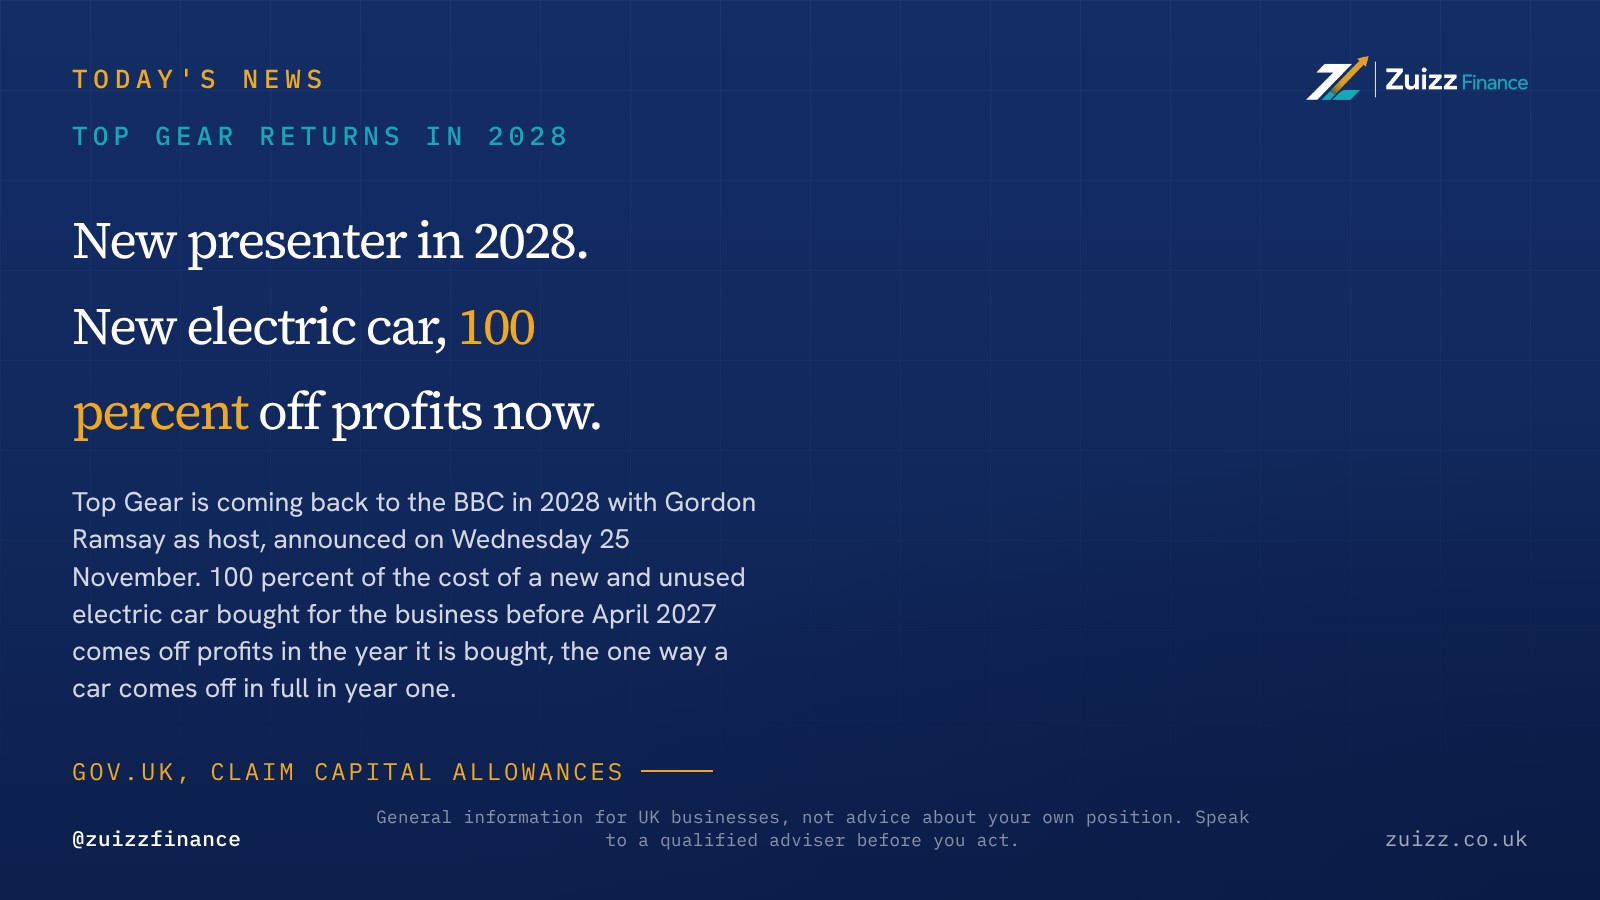 TODAY'S NEWS
Zuizz Finance
TOP GEAR RETURNS IN 2028
New presenter in 2028.
New electric car, 100
percent off profits now.
Top Gear is coming back to the BBC in 2028 with Gordon
Ramsay as host, announced on Wednesday 25
November. 100 percent of the cost of a new and unused
electric car bought for the business before April 2027
comes off profits in the year it is bought, the one way a
car comes off in full in year one.
GOV.UK, CLAIM CAPITAL ALLOWANCES
General information for UK businesses, not advice about your own position. Speak
to a qualified adviser before you act.
@zuizzfinance
zuizz.co.uk